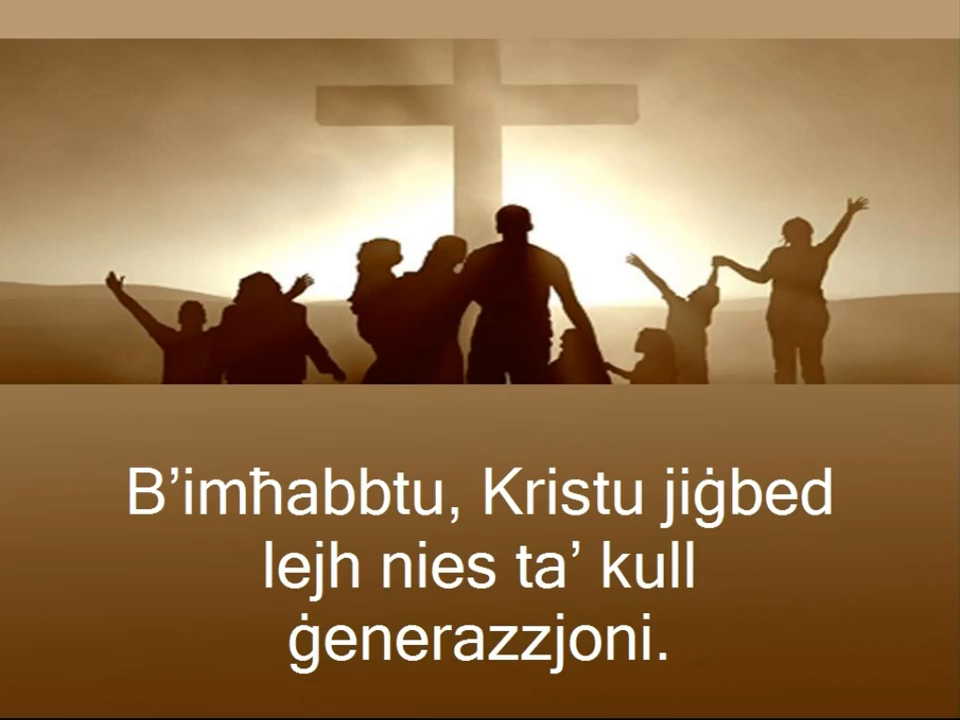 B’imħabbtu, Kristu jiġbed
lejh nies ta’ kull
ġenerazzjoni.